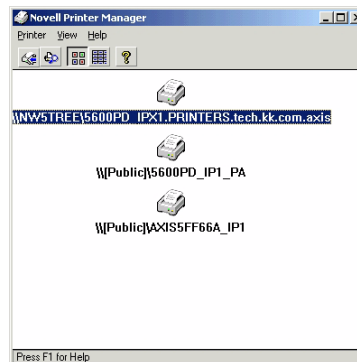 Novell Printer Manager
Printer View Help
\\NW5TREE\5600PD_IPX1.PRINTERS.tech.kk.com.axis
\\[Public]\5600PD_IP1_PA
\\[Public]\AXIS5FF66A_IP1
Press F1 for Help